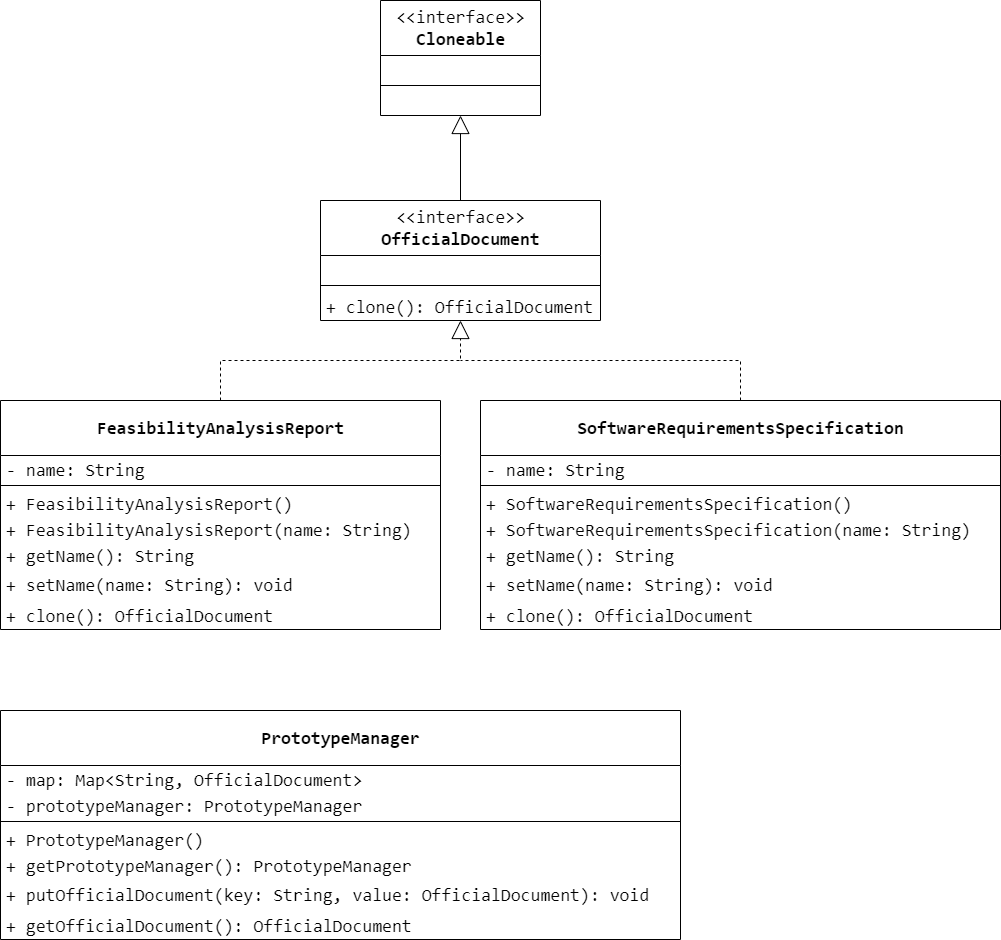 <<interface>>
Cloneable
<<interface>>
OfficialDocument
+ clone(): OfficialDocument
FeasibilityAnalysisReport
- name: String
+ FeasibilityAnalysisReport()
+ FeasibilityAnalysisReport(name: String)
+ getName(): String
+ setName(name: String): void
+ clone(): OfficialDocument
SoftwareRequirementsSpecification
- name: String
+ SoftwareRequirementsSpecification()
+ SoftwareRequirementsSpecification(name: String)
+ getName(): String
+ setName(name: String): void
+ clone(): OfficialDocument
PrototypeManager
- map: Map<String, OfficialDocument>
- prototypeManager: PrototypeManager
+ PrototypeManager()
+ getPrototypeManager(): PrototypeManager
+ putOfficialDocument(key: String, value: OfficialDocument): void
+ getOfficialDocument(): OfficialDocument